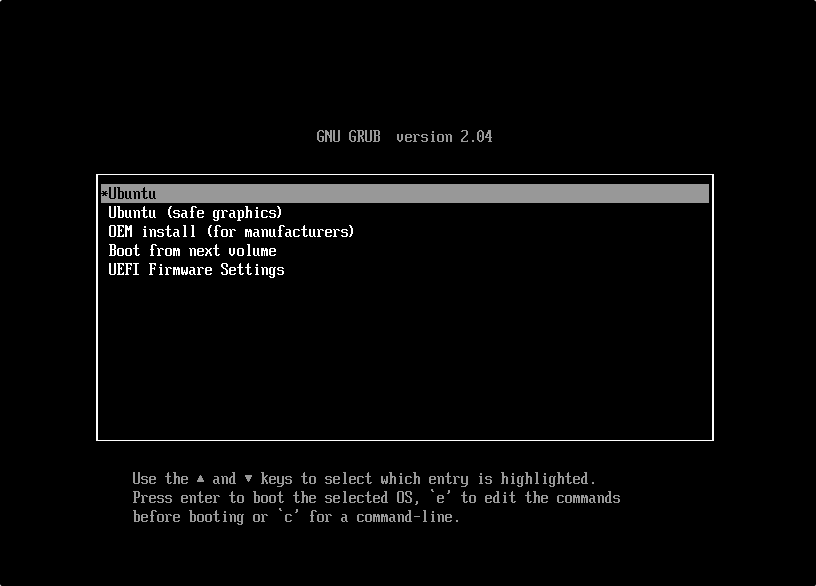 GNU GRUB  version 2.04
*Ubuntu
Ubuntu (safe graphics)
OEM install (for manufacturers)
Boot from next volume
UEFI Firmware Settings
Use the ▲ and ▼ keys to select which entry is highlighted.
Press enter to boot the selected OS, `e' to edit the commands
before booting or `c' for a command-line.